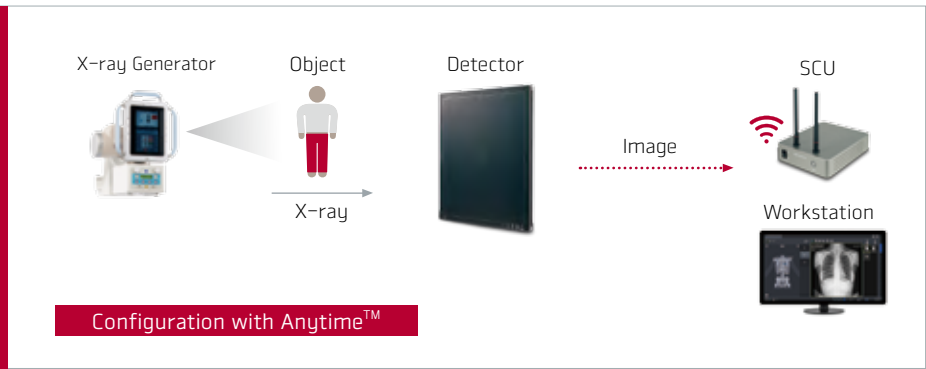 X-ray Generator
Object
Detector
SCU
Image
X-ray
Workstation
Configuration with Anytime™